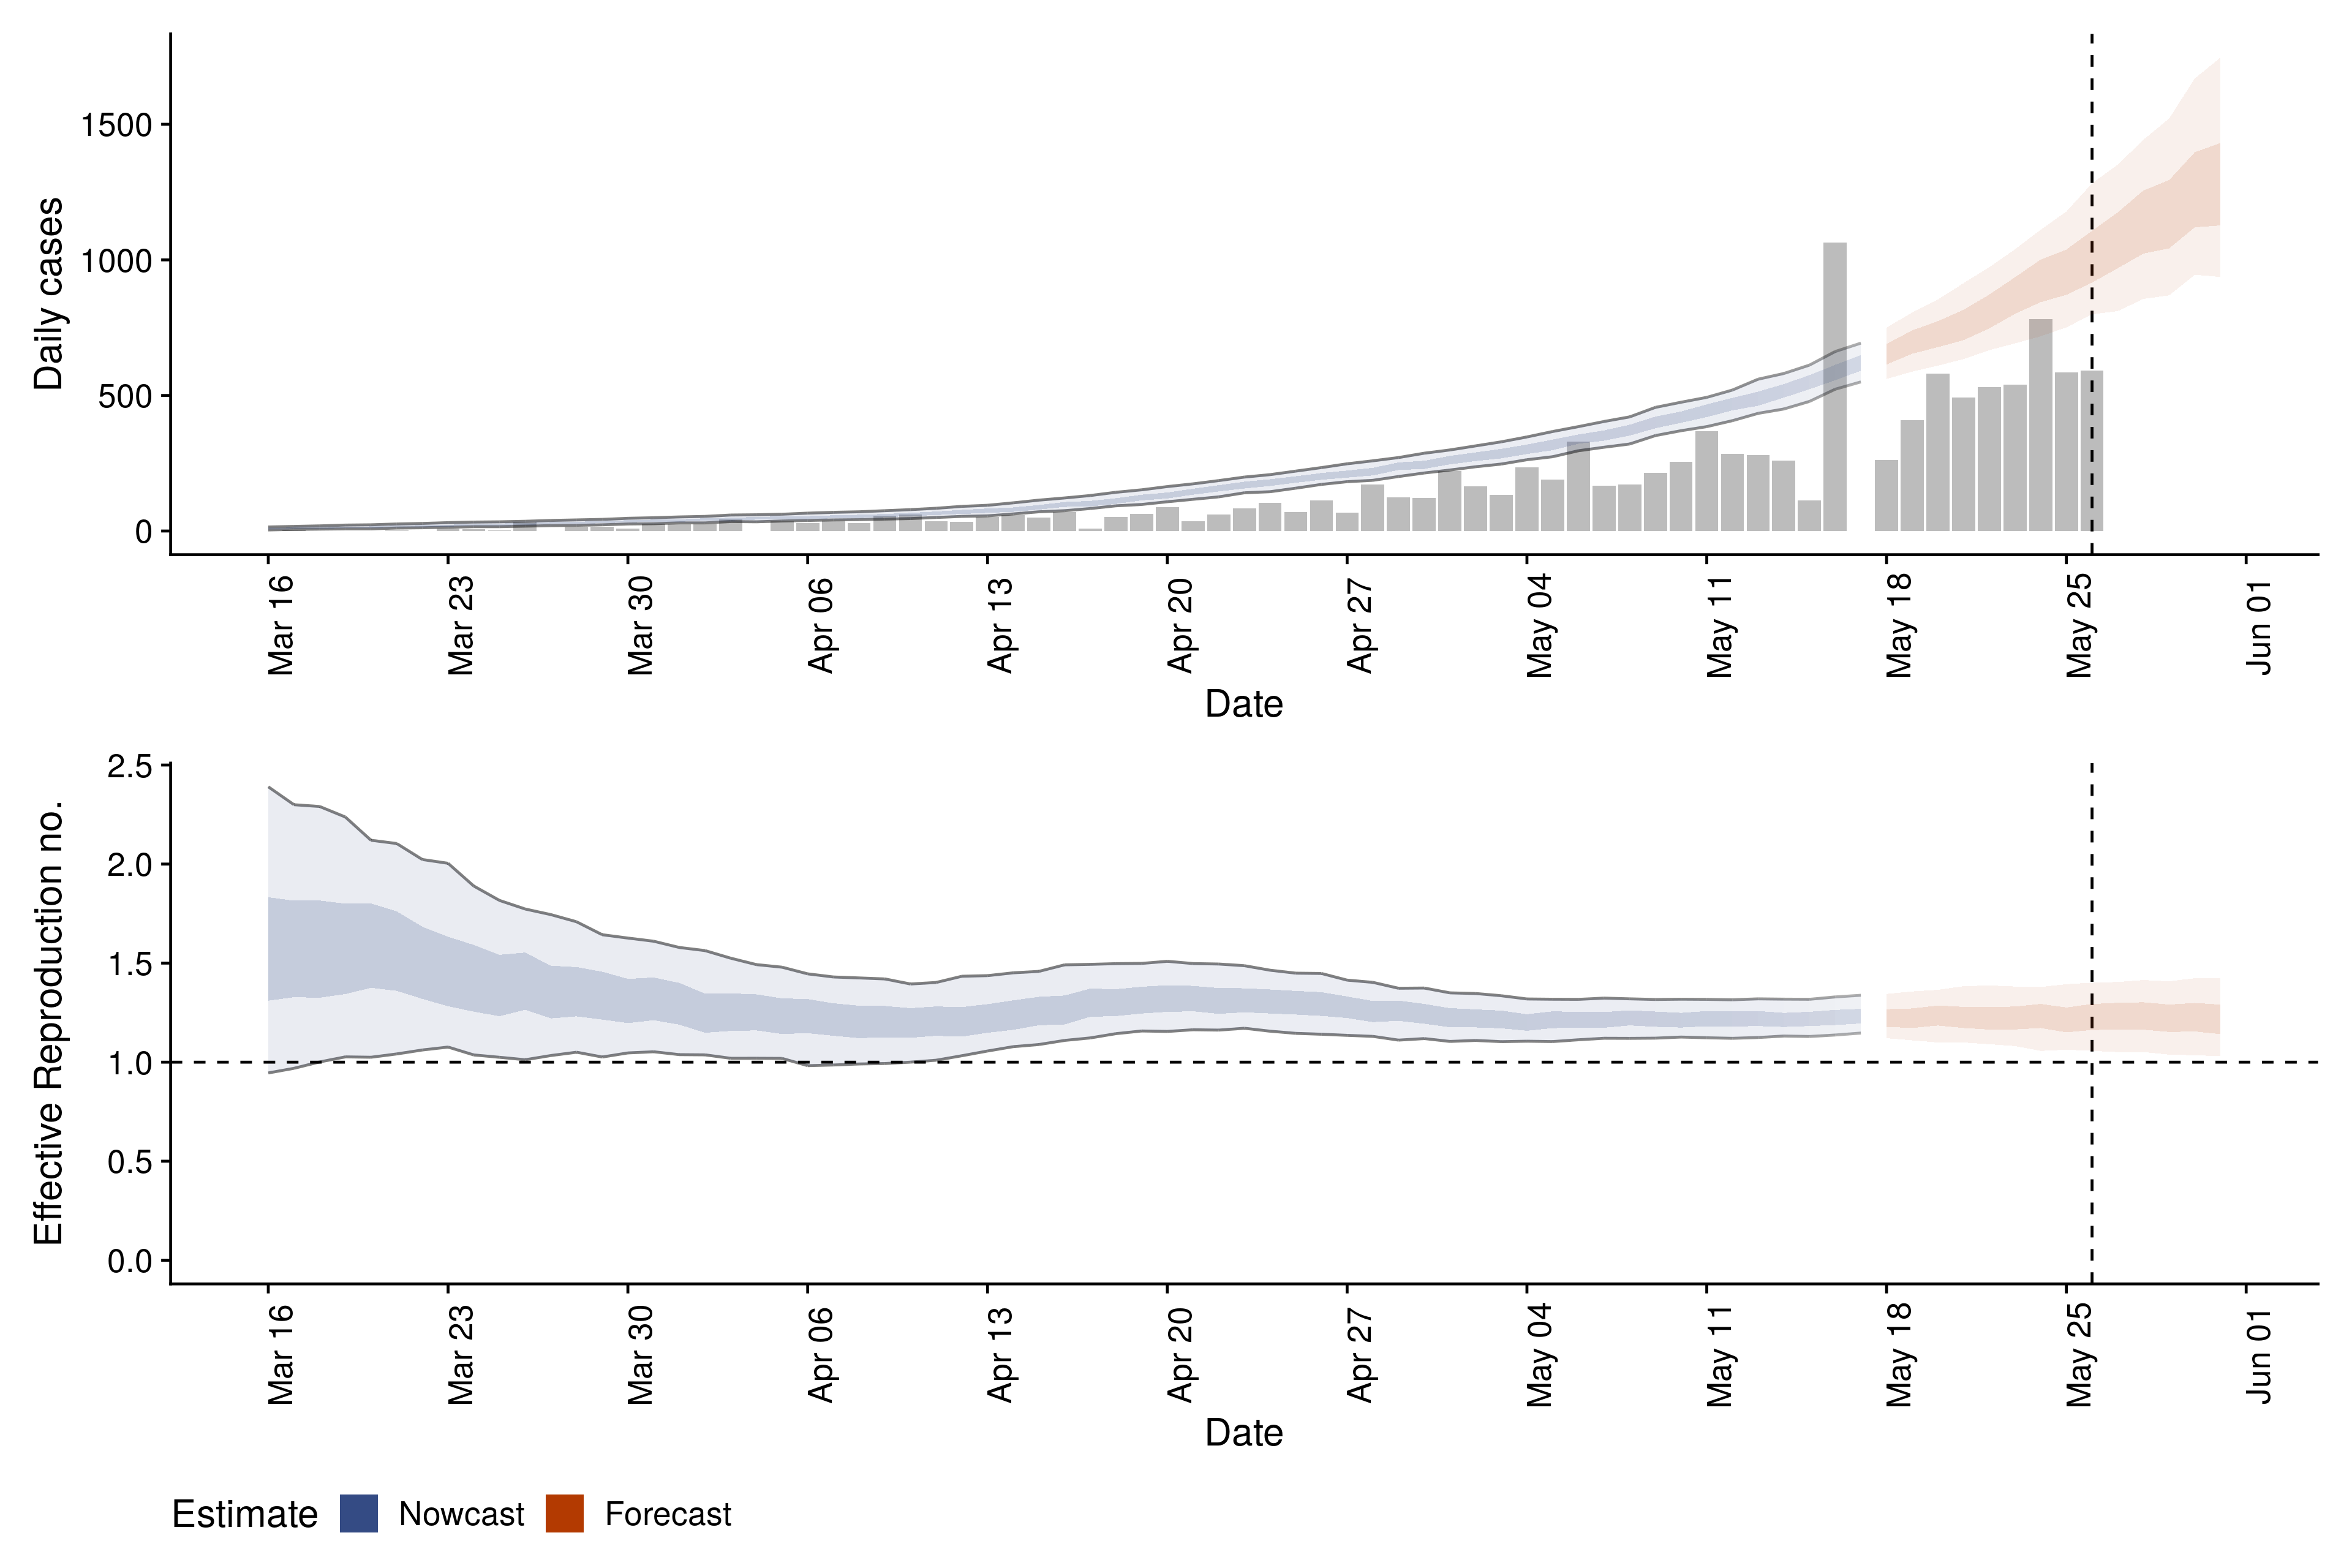 Daily cases
1500
1000
500
0
Mar 16
Mar 23
Mar 30
Apr 06
Apr 13
Apr 20
Apr 27
May 04
May 11
May 18
May 25
Jun 01
Date
Effective Reproduction no.
2.5
2.0
1.5
1.0
0.5
0.0
Mar 16
Mar 23
Mar 30
Apr 06
Apr 13
Apr 20
Apr 27
May 04
May 11
May 18
May 25
Jun 01
Date
Estimate Nowcast Forecast